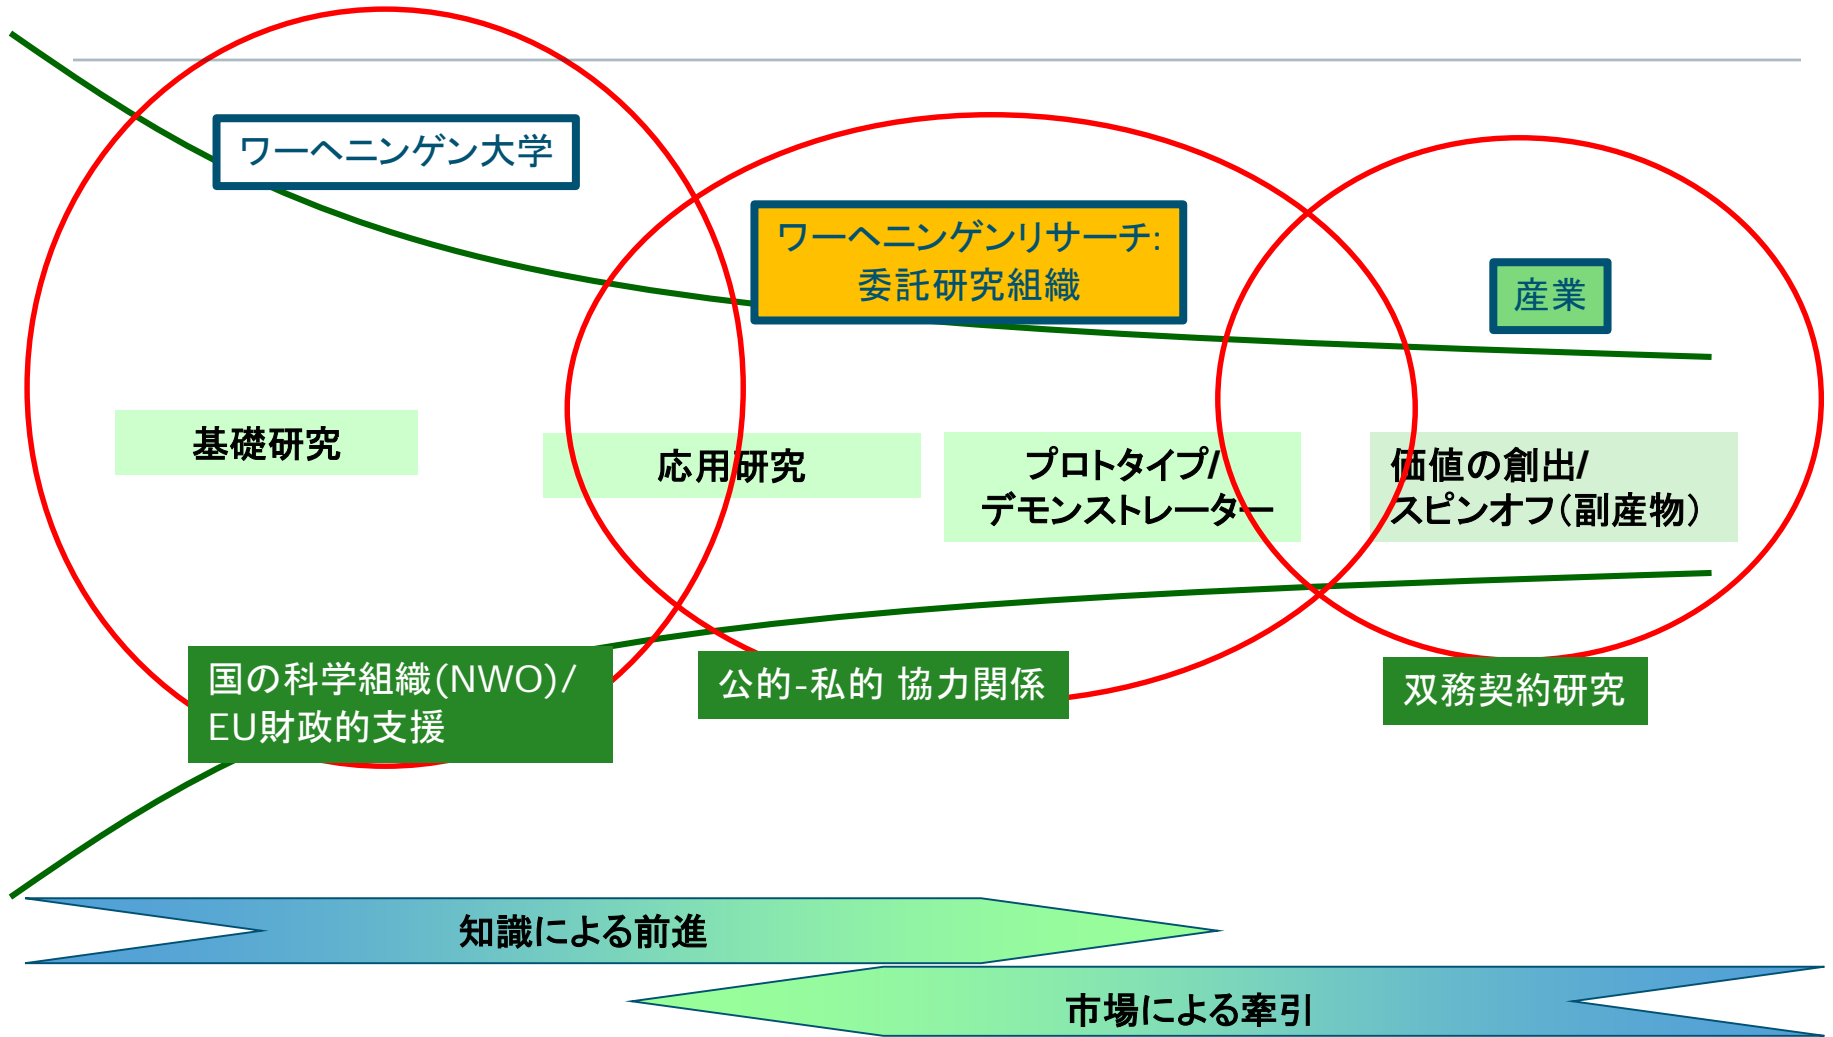 ワーヘニンゲン大学
ワーヘニンゲンリサーチ:
委託研究組織
産業
基礎研究
応用研究
プロトタイプ/
デモンストレーター
価値の創出/
スピンオフ（副産物）
国の科学組織(NWO)/
EU財政的支援
公的-私的 協力関係
双務契約研究
知識による前進
市場による牽引